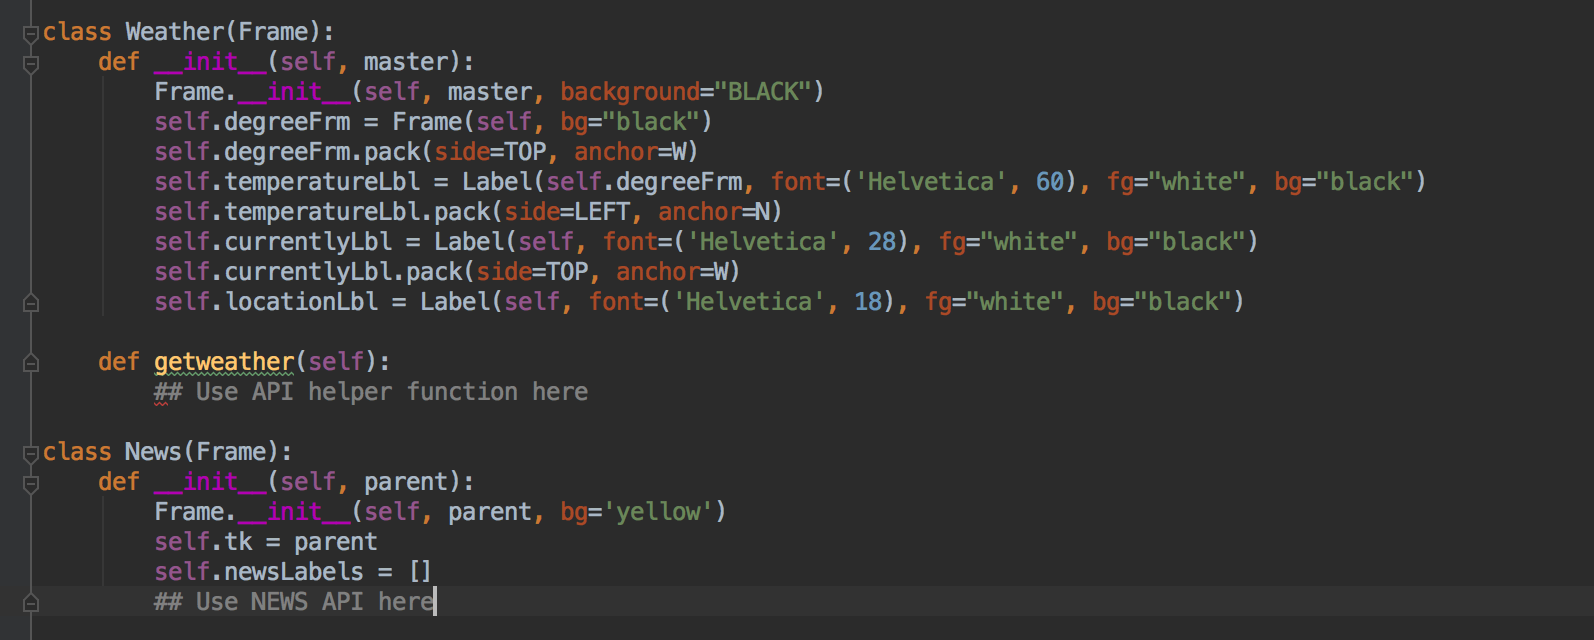 class Weather(Frame):
    def __init__(self, master):
        Frame.__init__(self, master, background="BLACK")
        self.degreeFrm = Frame(self, bg="black")
        self.degreeFrm.pack(side=TOP, anchor=W)
        self.temperatureLbl = Label(self.degreeFrm, font=('Helvetica', 60), fg="white", bg="black")
        self.temperatureLbl.pack(side=LEFT, anchor=N)
        self.currentlyLbl = Label(self, font=('Helvetica', 28), fg="white", bg="black")
        self.currentlyLbl.pack(side=TOP, anchor=W)
        self.locationLbl = Label(self, font=('Helvetica', 18), fg="white", bg="black")
    def getweather(self):
        ## Use API helper function here
class News(Frame):
    def __init__(self, parent):
        Frame.__init__(self, parent, bg='yellow')
        self.tk = parent
        self.newsLabels = []
        ## Use NEWS API here